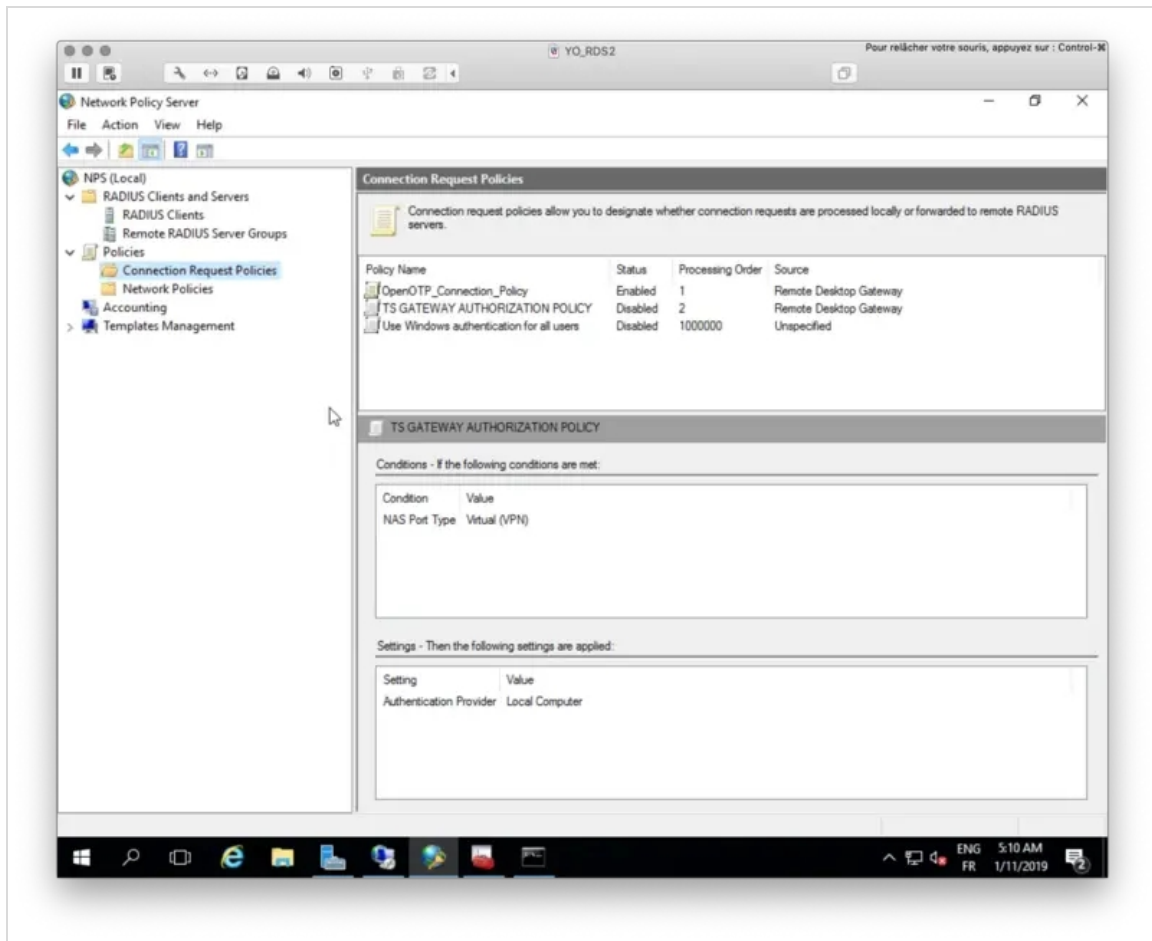 YO_RDS2
Pour relâcher votre souris, appuyez sur : Control-⌘
Network Policy Server
File Action View Help
NPS (Local)
RADIUS Clients and Servers
RADIUS Clients
Remote RADIUS Server Groups
Policies
Connection Request Policies
Network Policies
Accounting
Templates Management
Connection Request Policies
Connection request policies allow you to designate whether connection requests are processed locally or forwarded to remote RADIUS
servers.
Policy Name Status Processing Order Source
OpenOTP_Connection_Policy Enabled 1 Remote Desktop Gateway
TS GATEWAY AUTHORIZATION POLICY Disabled 2 Remote Desktop Gateway
Use Windows authentication for all users Disabled 1000000 Unspecified
TS GATEWAY AUTHORIZATION POLICY
Conditions - If the following conditions are met:
Condition Value
NAS Port Type Virtual (VPN)
Settings - Then the following settings are applied:
Setting Value
Authentication Provider Local Computer
ENG 5:10 AM
FR 1/11/2019
2